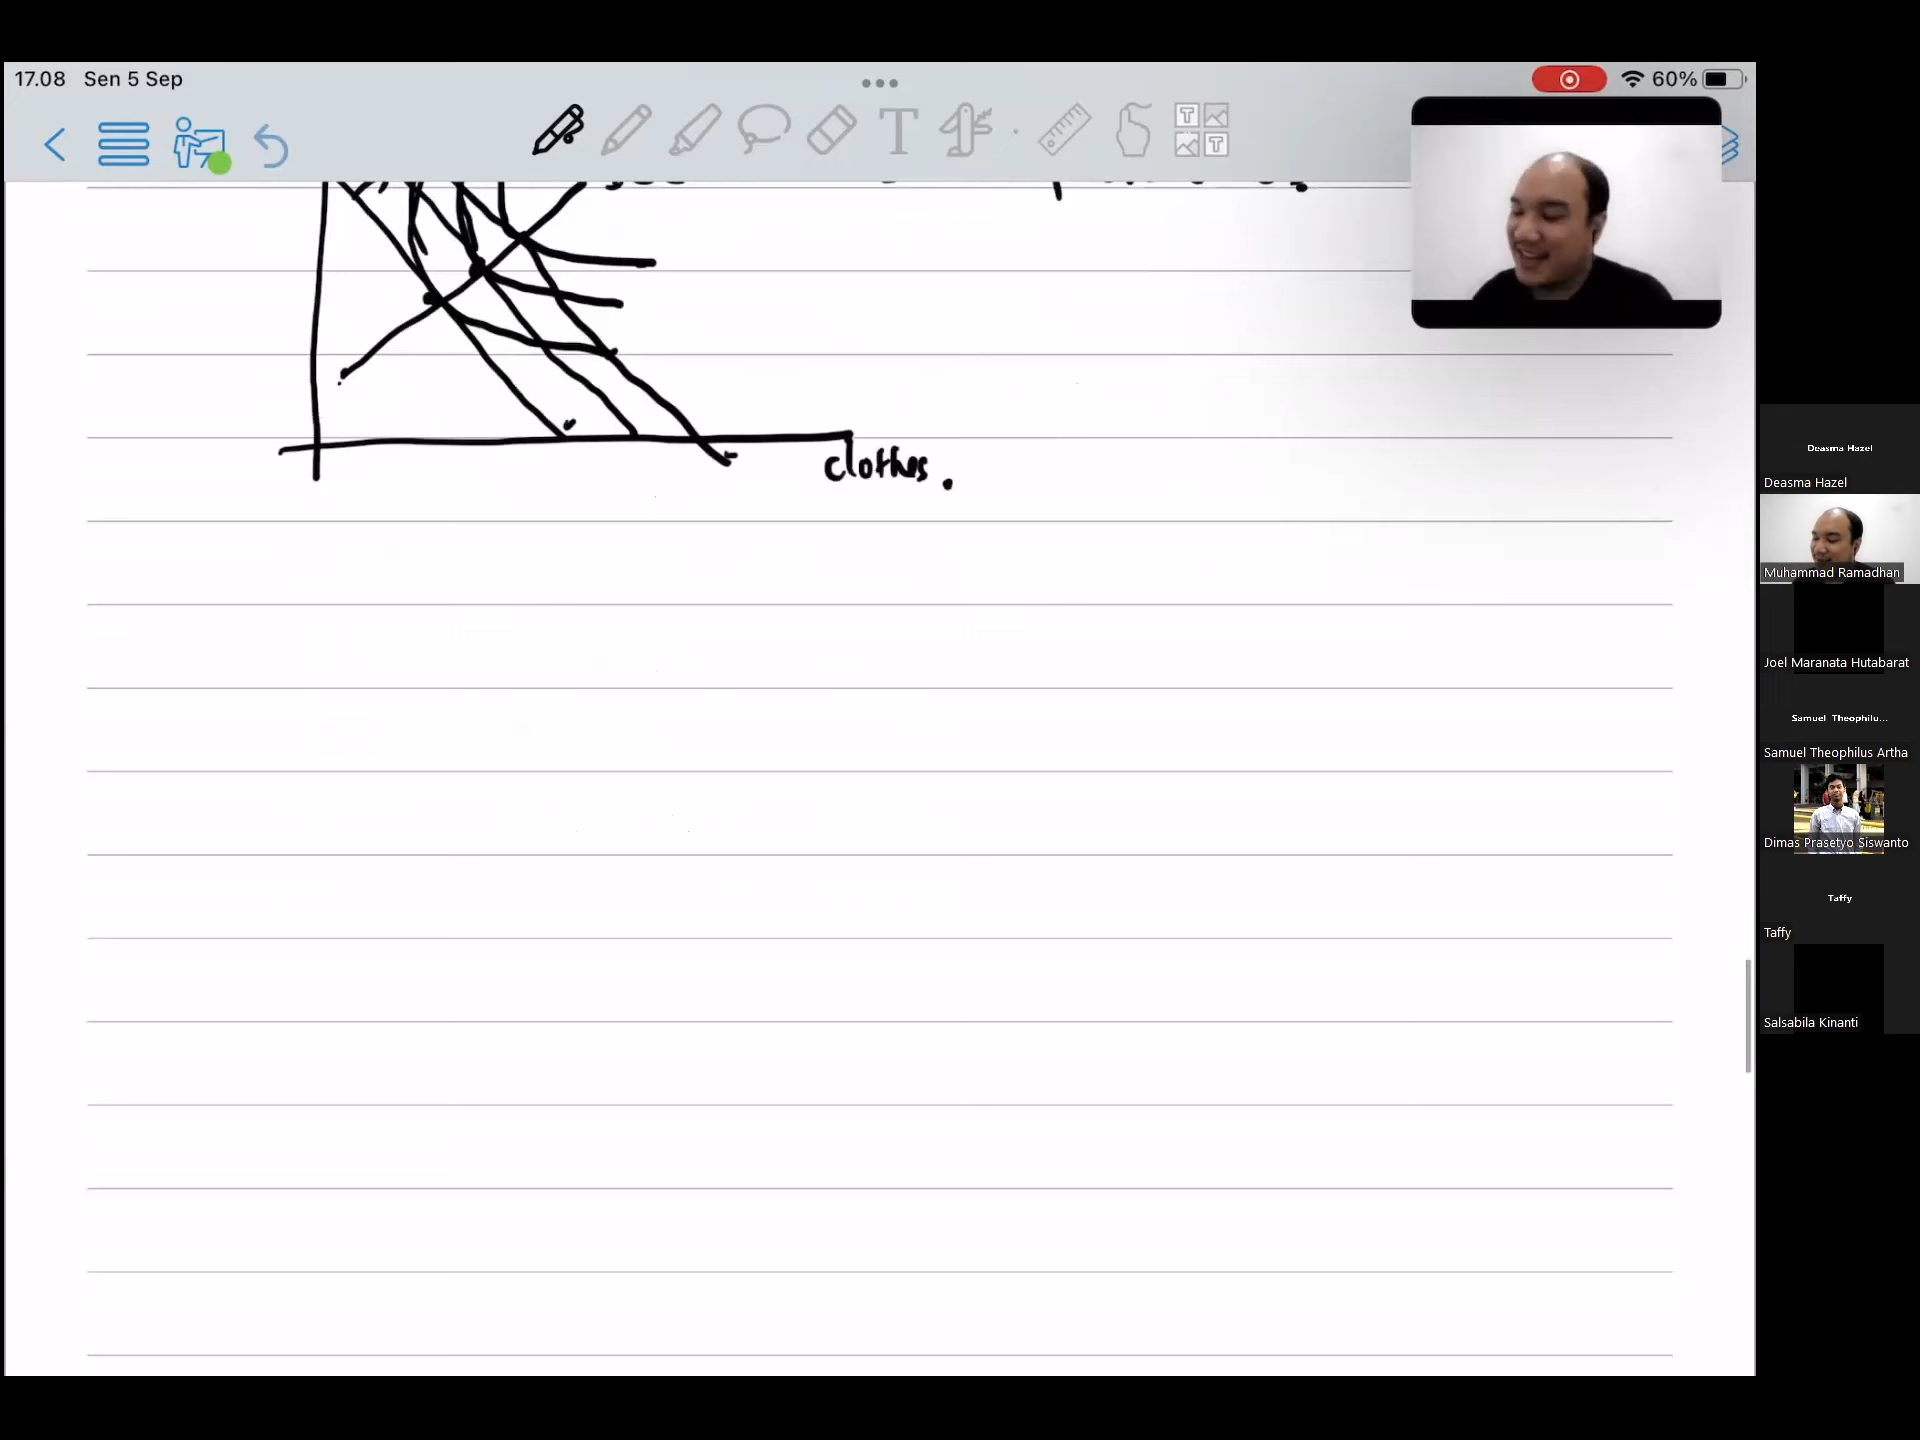 17.08 Sen 5 Sep
60%
clothes.
Deasma Hazel
Deasma Hazel
Muhammad Ramadhan
Joel Maranata Hutabarat
Samuel Theophilu...
Samuel Theophilus Artha
Dimas Prasetyo Siswanto
Taffy
Taffy
Salsabila Kinanti